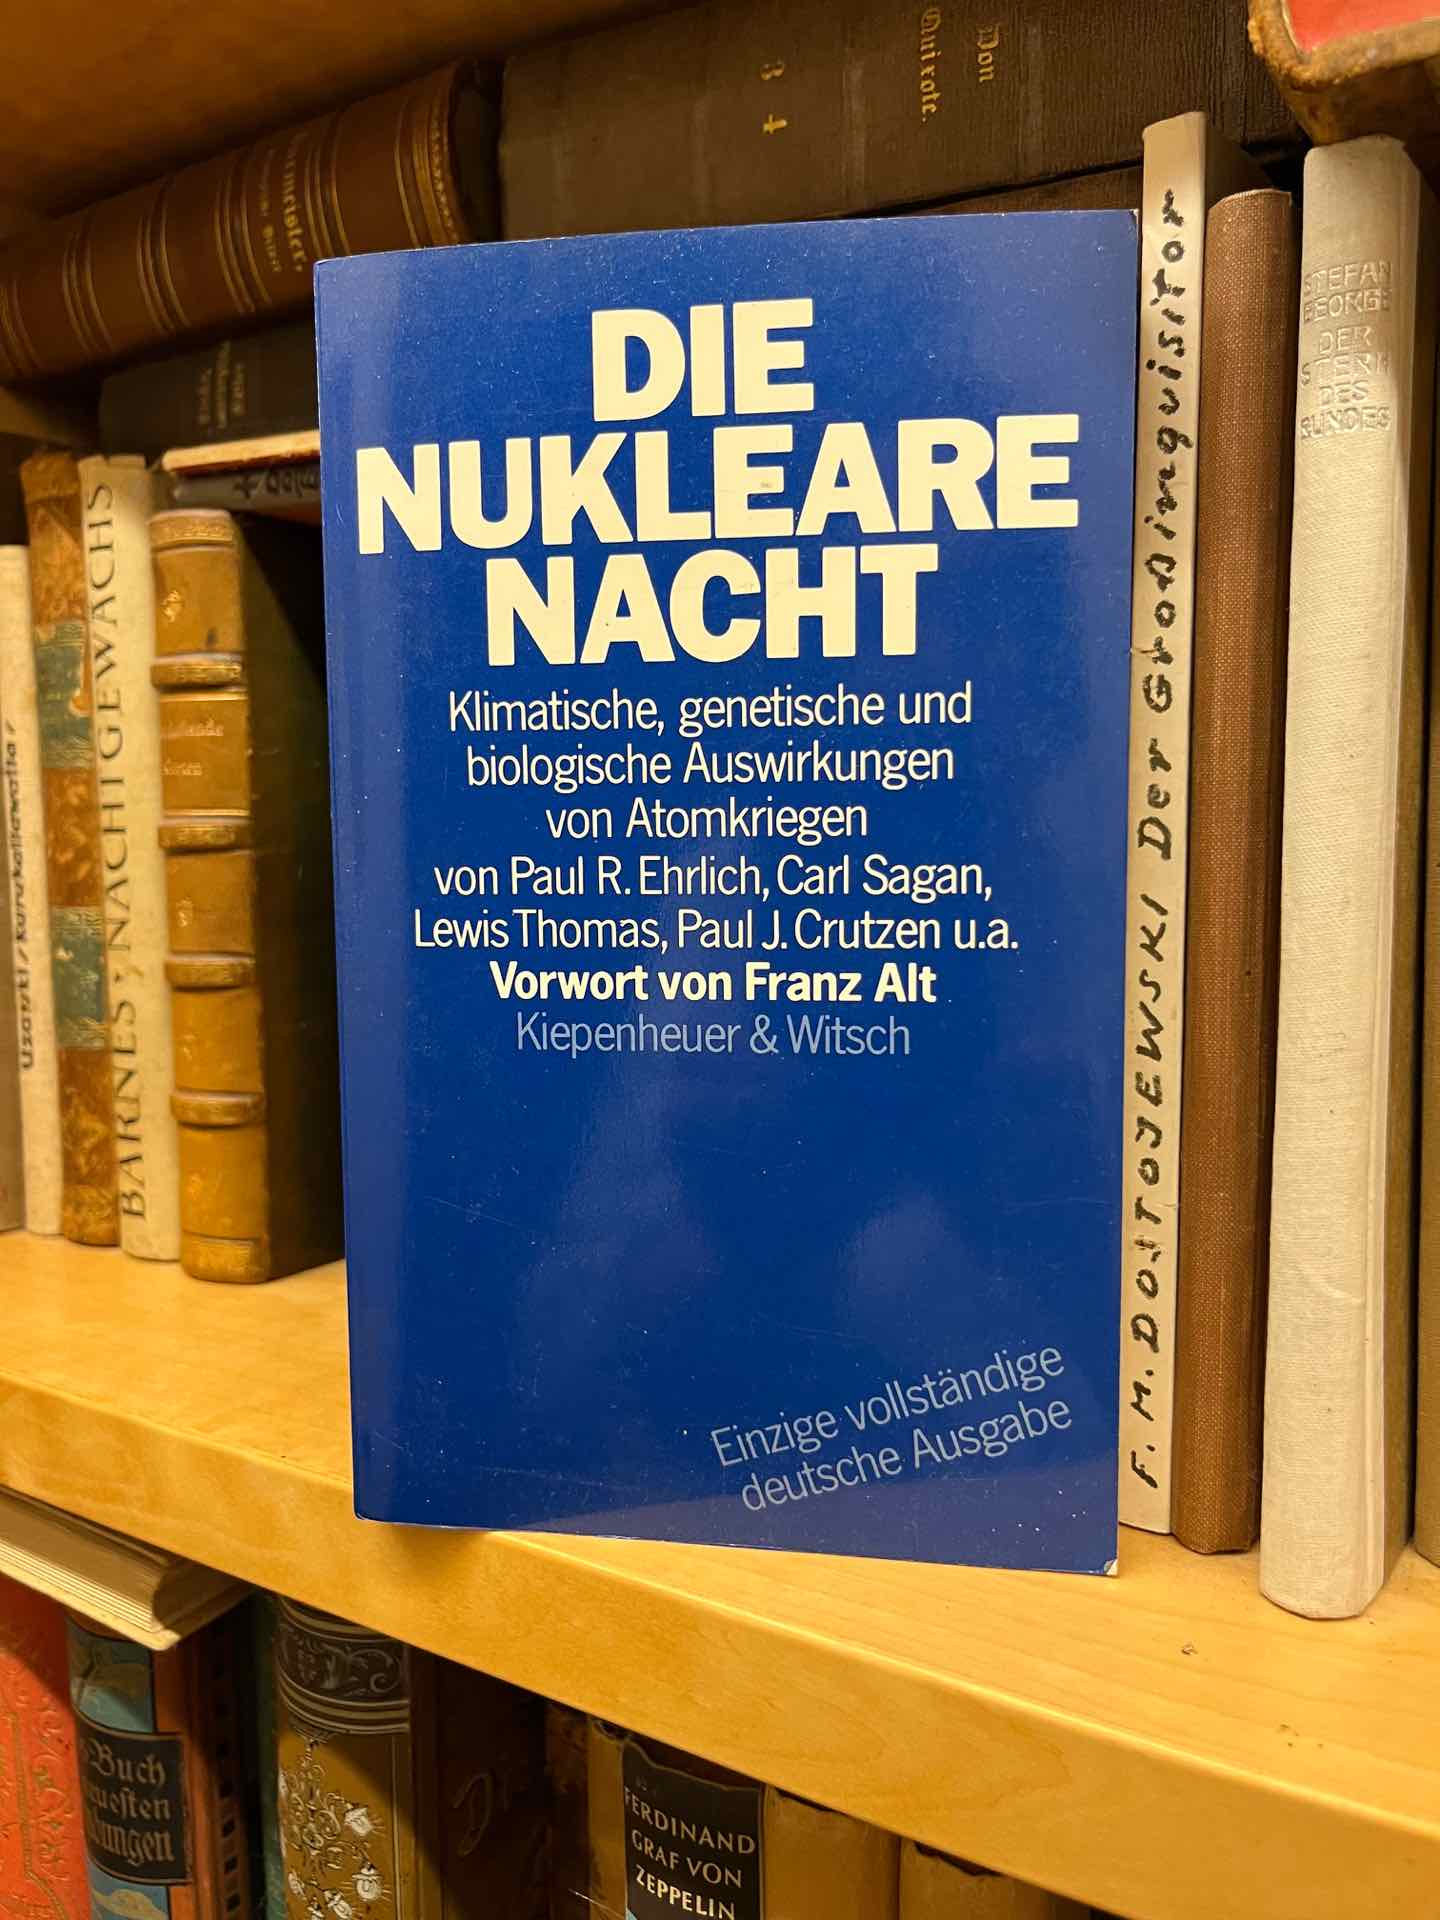 Don
Quixote.
3 4
DIE
NUKLEARE
NACHT
Klimatische, genetische und
biologische Auswirkungen
von Atomkriegen
von Paul R. Ehrlich, Carl Sagan,
Lewis Thomas, Paul J. Crutzen u.a.
Vorwort von Franz Alt
Kiepenheuer & Witsch
Einzige vollständige
deutsche Ausgabe
BARNES · NACHTGEWÄCHS
F. M. DOSTOJEWSKI Der Großinquisitor
STEFAN
GEORGE
DER
STERN
DES
BUNDES
Buch
FERDINAND
GRAF VON
ZEPPELIN